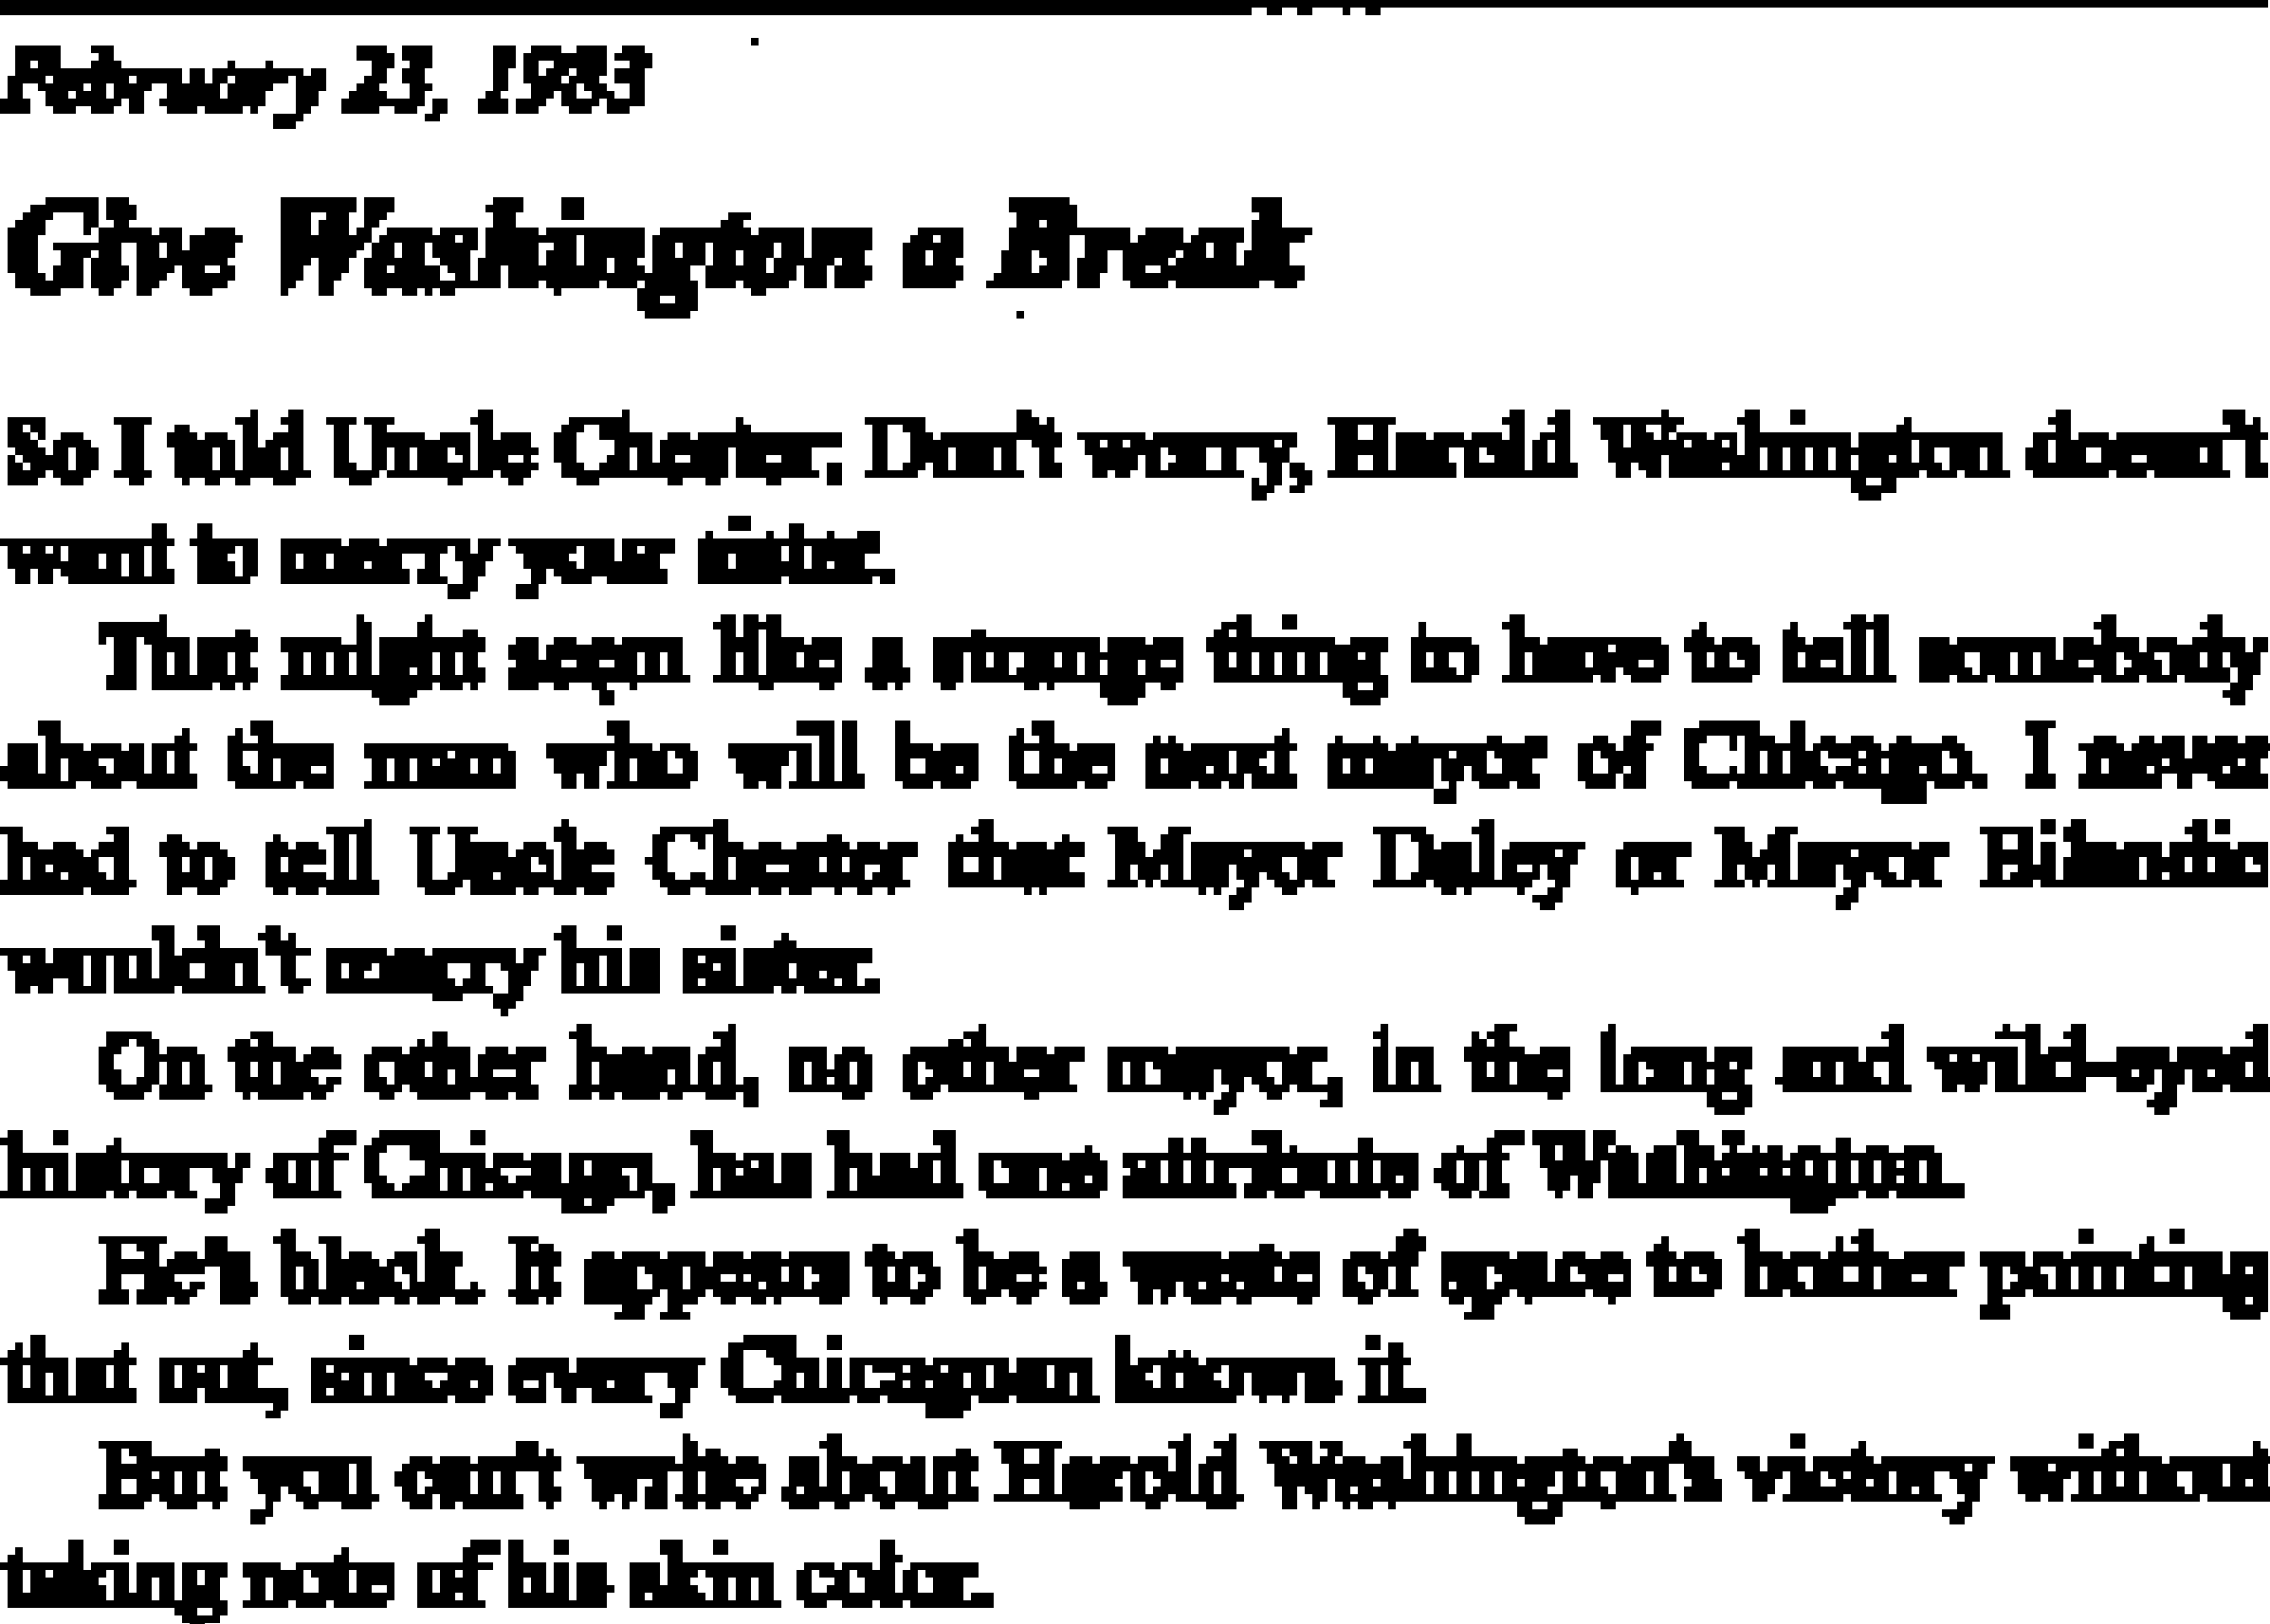 February 23, 1983
Give Washington a Break
So I told Uncle Chester: Don't worry, Harold Washington doesn't
want to marry your sister.
That might seem like a strange thing to have to tell somebody
about the man who will be the next mayor of Chicago. I never
had to tell Uncle Chester that Mayor Daley or Mayor Bilandic
wouldn't marry his sister.
On the other hand, no other mayor, in the long and wild-eyed
history of Chicago, has had one attribute of Washington.
He's black. It appears to be a waste of space to bother pointing
that out, since every Chicagoan knows it.
But you can't write about Harold Washington's victory without
taking note of his skin color.